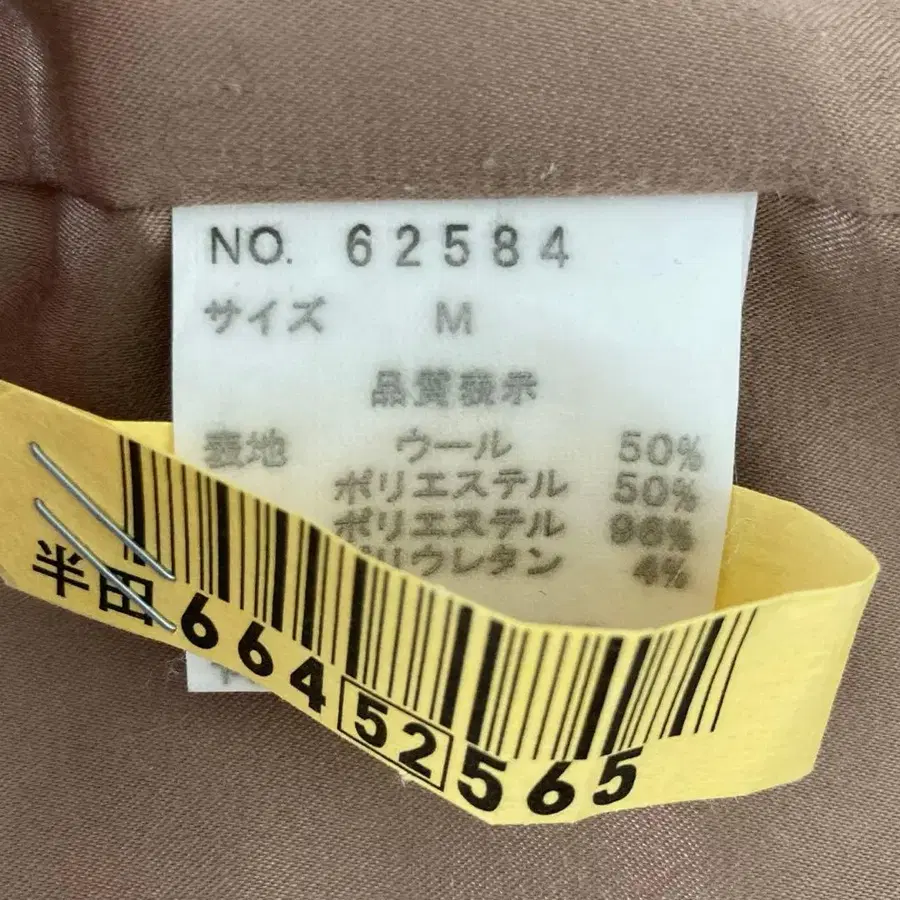 NO. 62584
サイズ M
品質表示
表地 ウール 50%
ポリエステル 50%
ポリエステル 96%
ポリウレタン 4%
半田 664 52 565